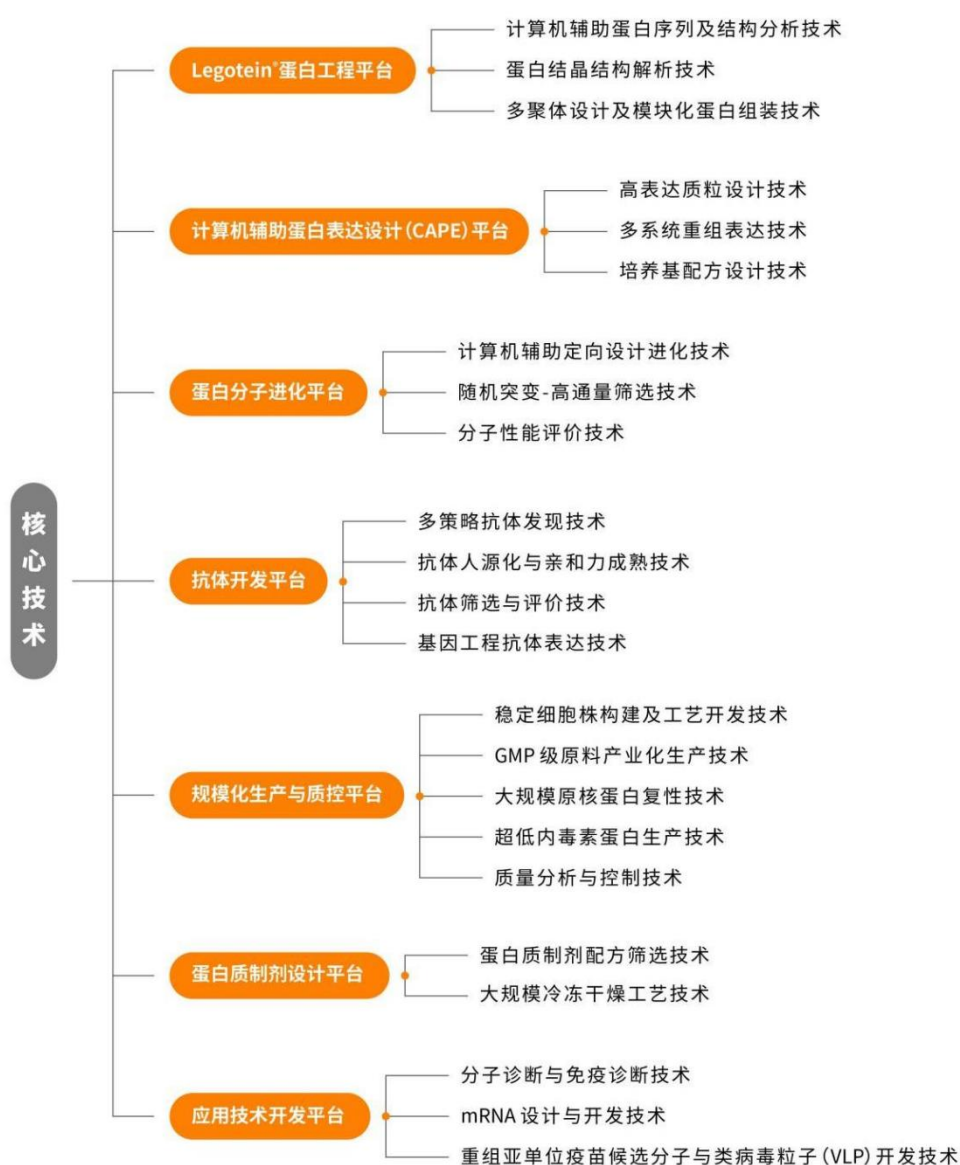 核心技术
Legotein®蛋白工程平台
计算机辅助蛋白序列及结构分析技术
蛋白结晶结构解析技术
多聚体设计及模块化蛋白组装技术
计算机辅助蛋白表达设计(CAPE)平台
高表达质粒设计技术
多系统重组表达技术
培养基配方设计技术
蛋白分子进化平台
计算机辅助定向设计进化技术
随机突变-高通量筛选技术
分子性能评价技术
抗体开发平台
多策略抗体发现技术
抗体人源化与亲和力成熟技术
抗体筛选与评价技术
基因工程抗体表达技术
规模化生产与质控平台
稳定细胞株构建及工艺开发技术
GMP 级原料产业化生产技术
大规模原核蛋白复性技术
超低内毒素蛋白生产技术
质量分析与控制技术
蛋白质制剂设计平台
蛋白质制剂配方筛选技术
大规模冷冻干燥工艺技术
应用技术开发平台
分子诊断与免疫诊断技术
mRNA 设计与开发技术
重组亚单位疫苗候选分子与类病毒粒子(VLP)开发技术